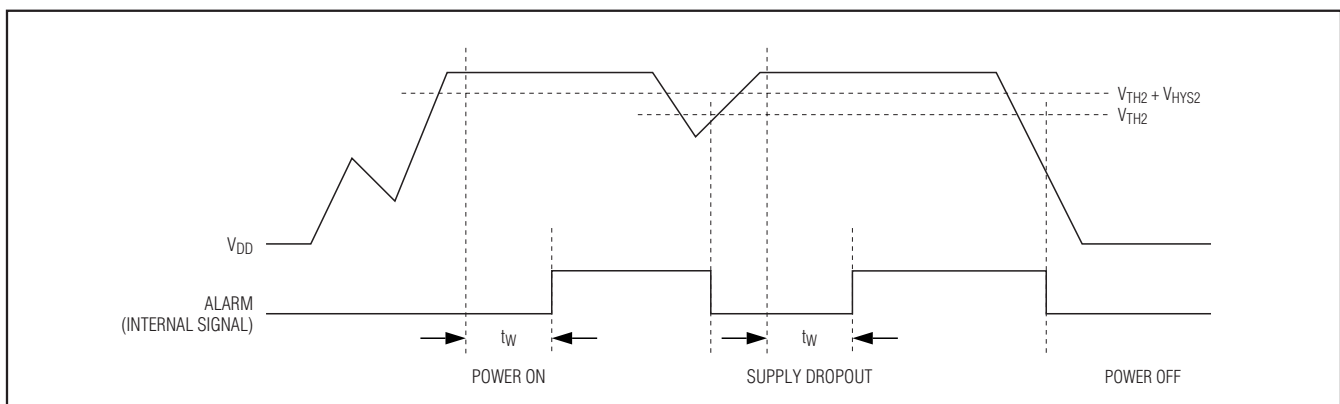 VTH2 + VHYS2
VTH2
VDD
ALARM
(INTERNAL SIGNAL)
tW
tW
POWER ON
SUPPLY DROPOUT
POWER OFF